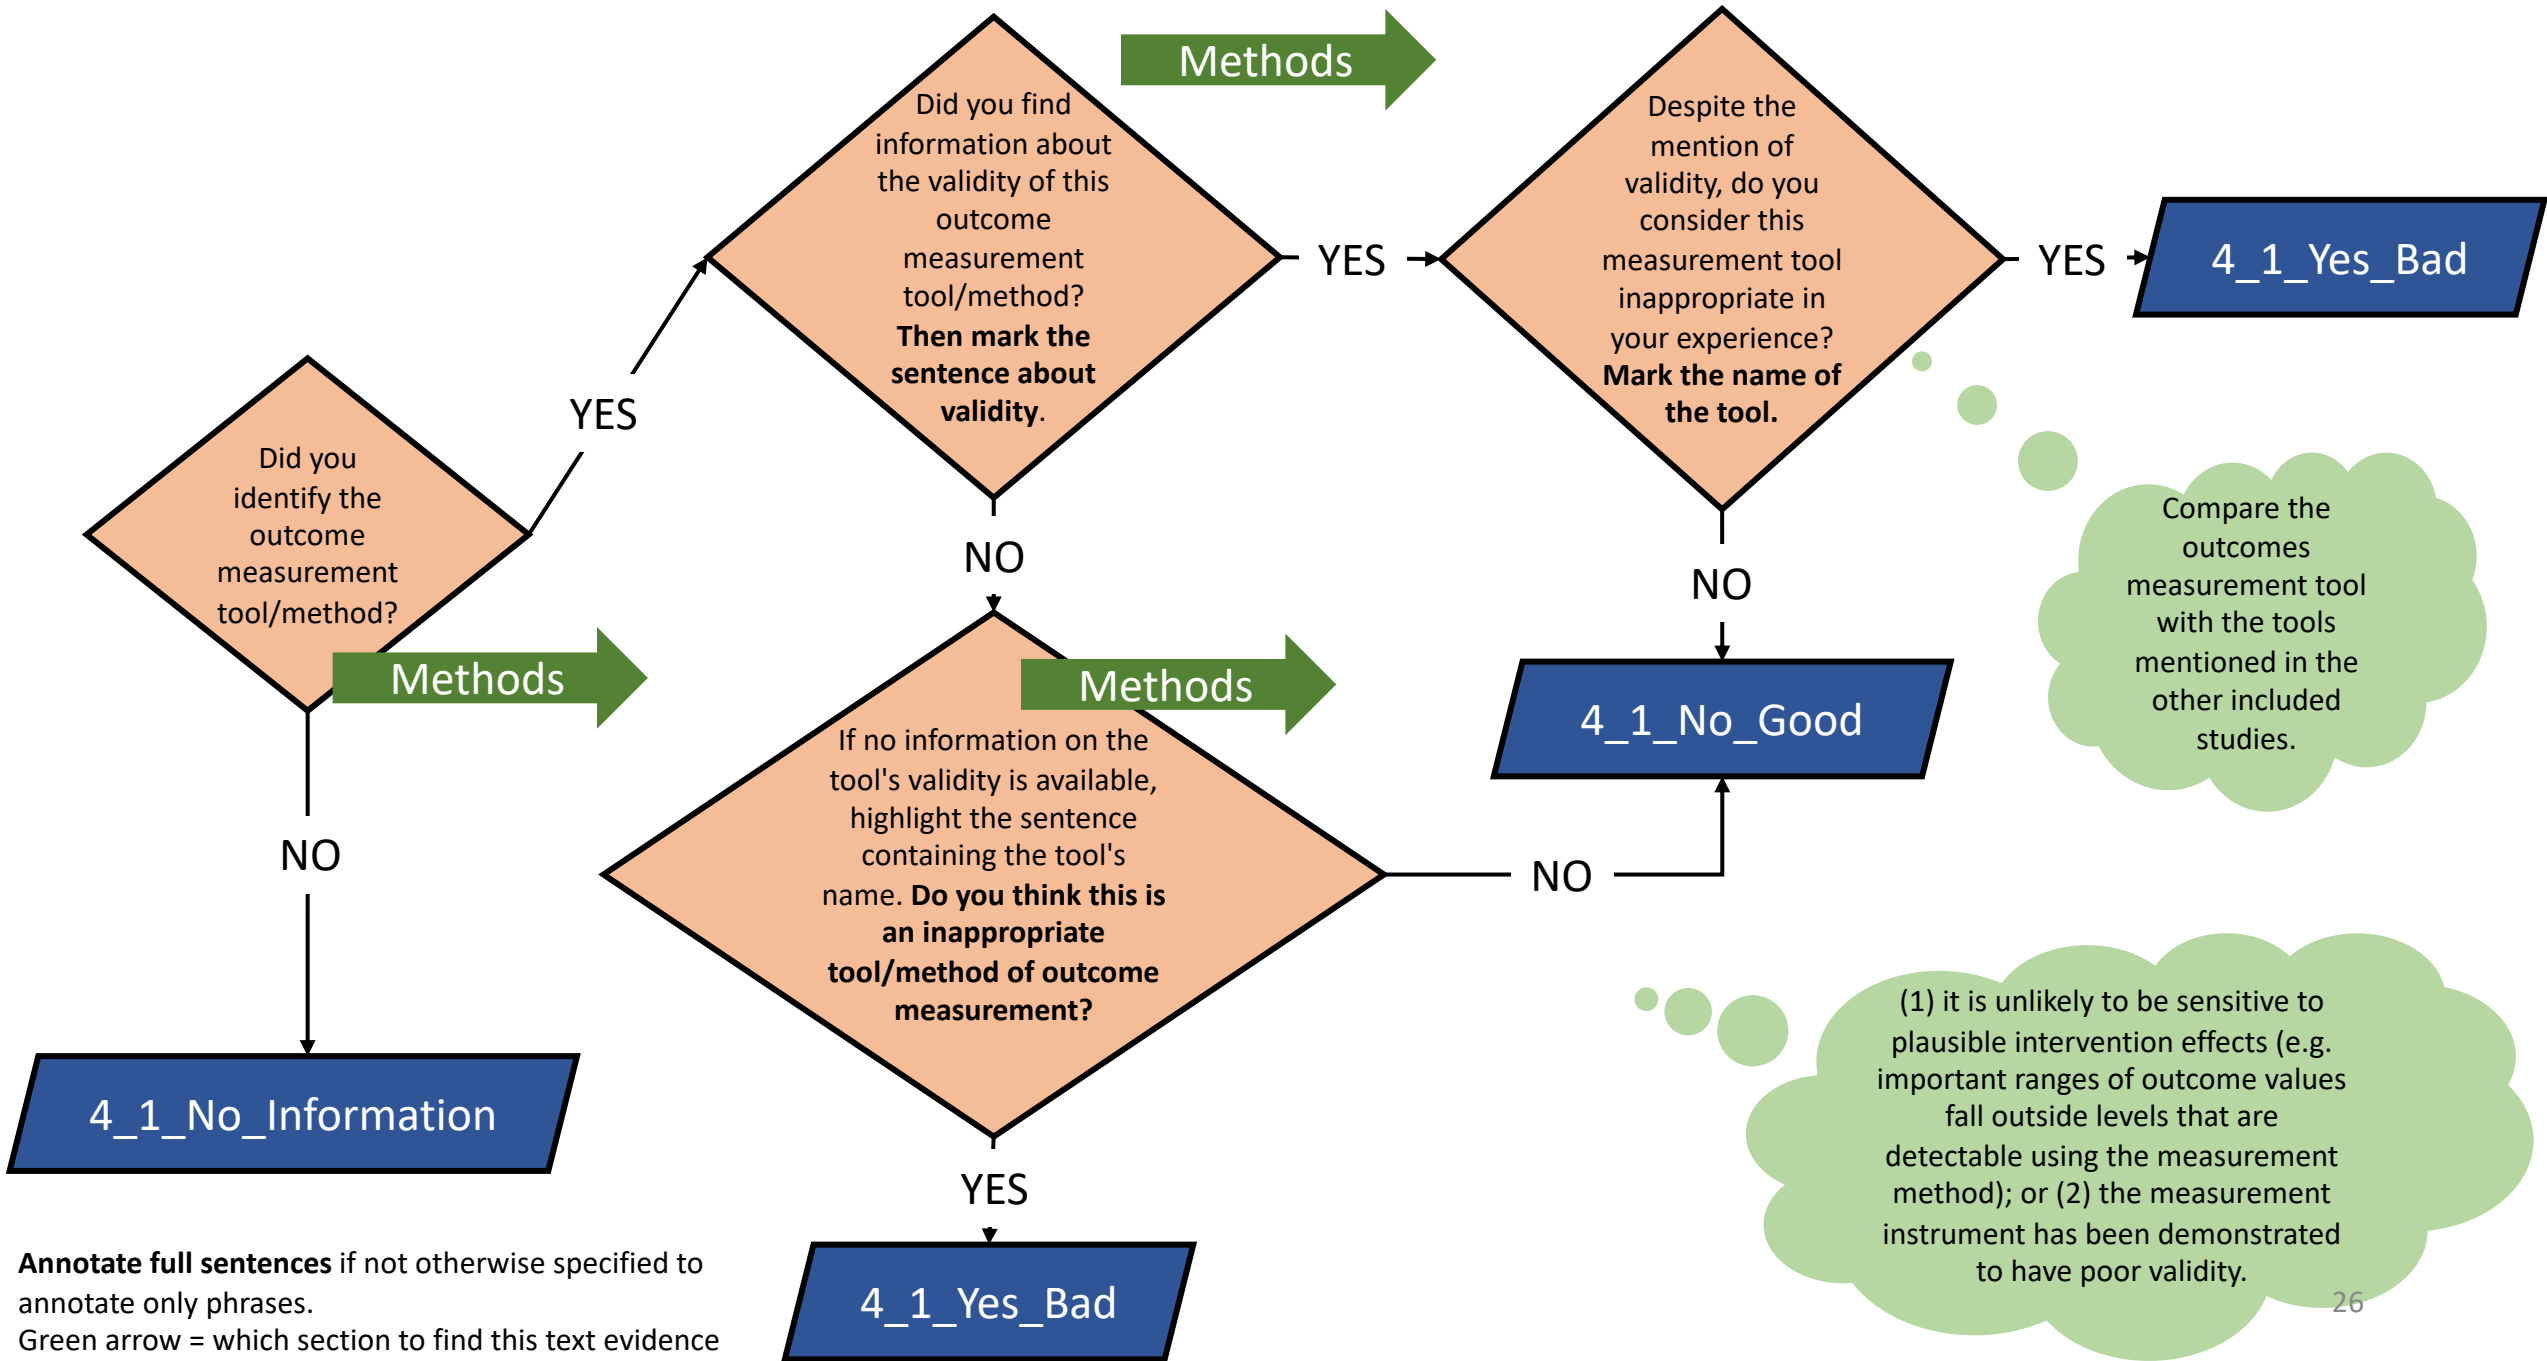 Methods
Did you find
information about
the validity of this
outcome
measurement
tool/method?
Then mark the
sentence about
validity.
Despite the
mention of
validity, do you
consider this
measurement tool
inappropriate in
your experience?
Mark the name of
the tool.
YES
YES
4_1_Yes_Bad
YES
Did you
identify the
outcome
measurement
tool/method?
Methods
NO
NO
Compare the
outcomes
measurement tool
with the tools
mentioned in the
other included
studies.
Methods
If no information on the
tool's validity is available,
highlight the sentence
containing the tool's
name. Do you think this is
an inappropriate
tool/method of outcome
measurement?
4_1_No_Good
NO
NO
4_1_No_Information
YES
4_1_Yes_Bad
(1) it is unlikely to be sensitive to
plausible intervention effects (e.g.
important ranges of outcome values
fall outside levels that are
detectable using the measurement
method); or (2) the measurement
instrument has been demonstrated
to have poor validity.
26
Annotate full sentences if not otherwise specified to
annotate only phrases.
Green arrow = which section to find this text evidence